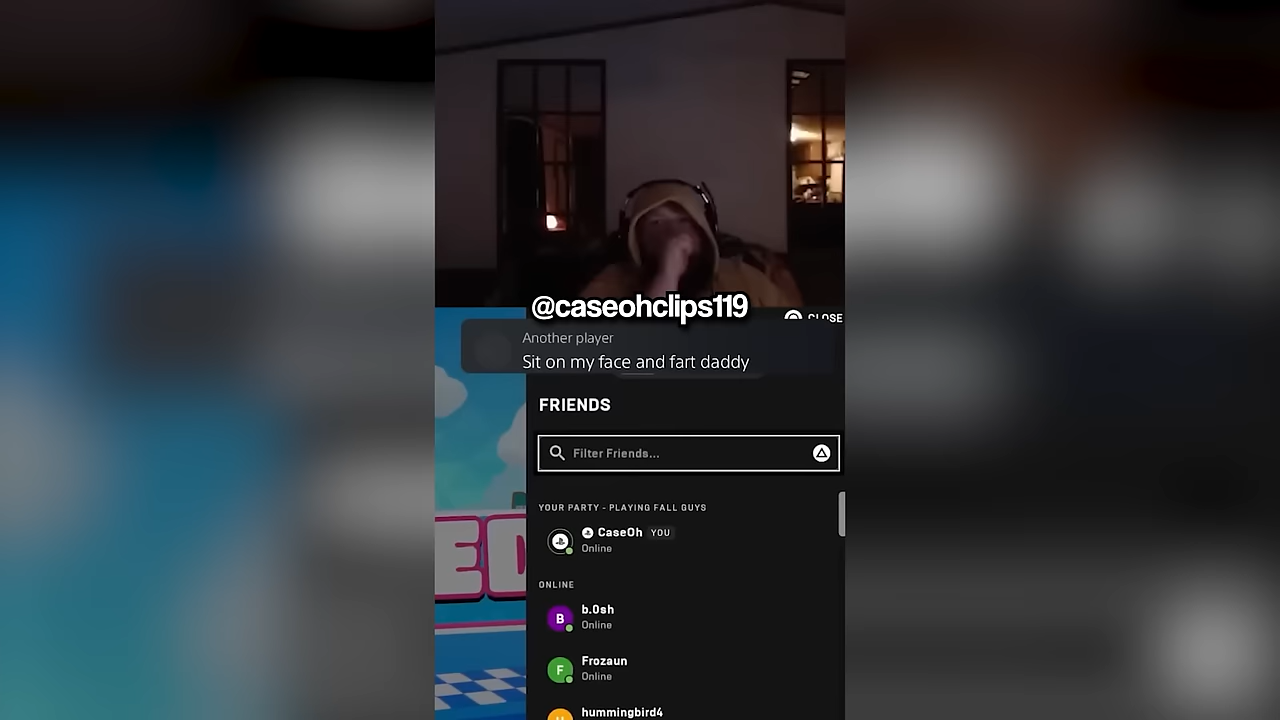 @caseohclips119
CLOSE
Another player
Sit on my face and fart daddy
FRIENDS
Filter Friends...
YOUR PARTY - PLAYING FALL GUYS
CaseOh YOU
Online
ED
ONLINE
B b.0sh
Online
F Frozaun
Online
hummingbird4